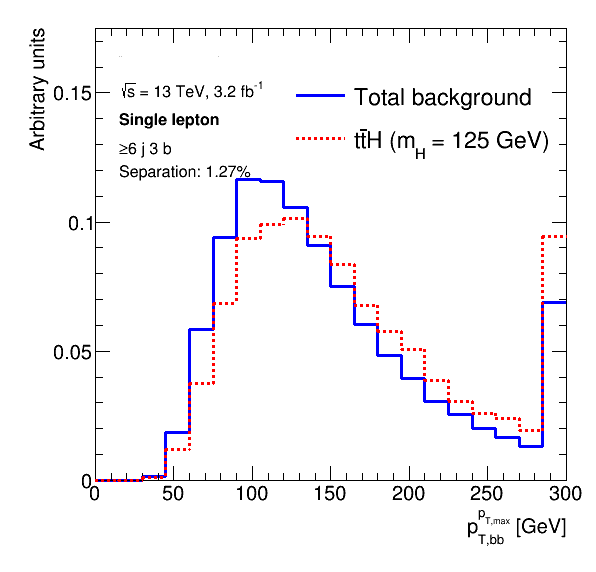 Arbitrary units
0.15
0.1
0.05
0
√s = 13 TeV, 3.2 fb⁻¹
Single lepton
≥6 j 3 b
Separation: 1.27%
Total background
tt̄H (m_H = 125 GeV)
0 50 100 150 200 250 300
p_{T,bb}^{p_{T,max}} [GeV]